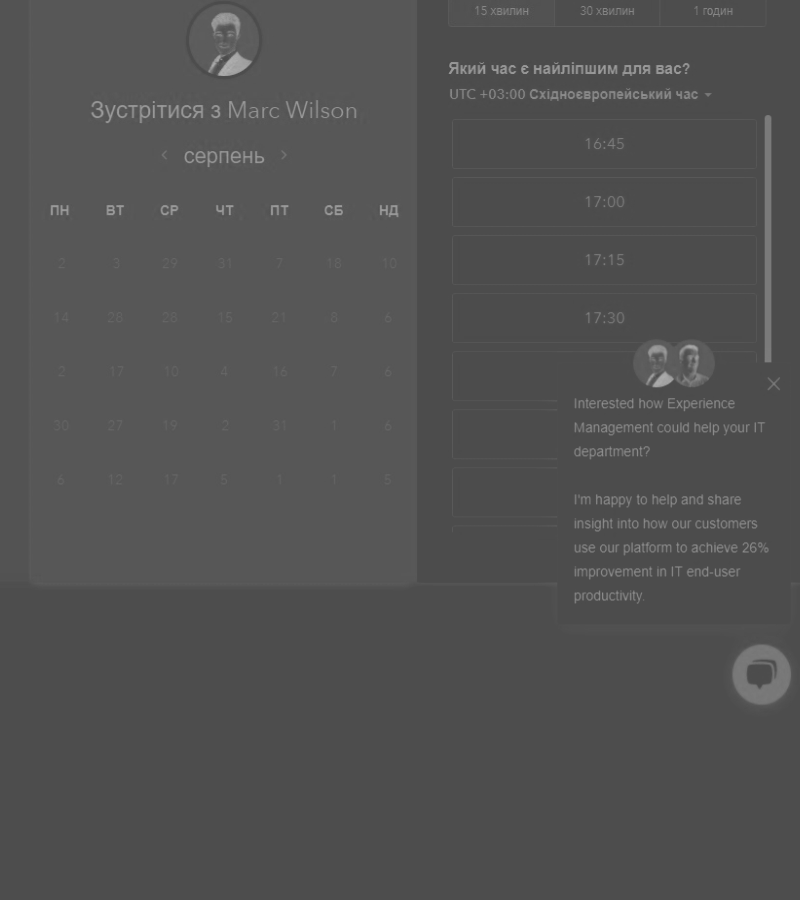 15 хвилин 30 хвилин 1 годин
Зустрітися з Marc Wilson
серпень
ПН ВТ СР ЧТ ПТ СБ НД
2 3 29 31 7 18 10
14 28 28 15 21 8 6
2 17 10 4 16 7 6
30 27 19 2 31 1 6
6 12 17 5 1 1 5
Який час є найліпшим для вас?
UTC +03:00 Східноєвропейський час
16:45
17:00
17:15
17:30
Interested how Experience
Management could help your IT
department?
I'm happy to help and share
insight into how our customers
use our platform to achieve 26%
improvement in IT end-user
productivity.